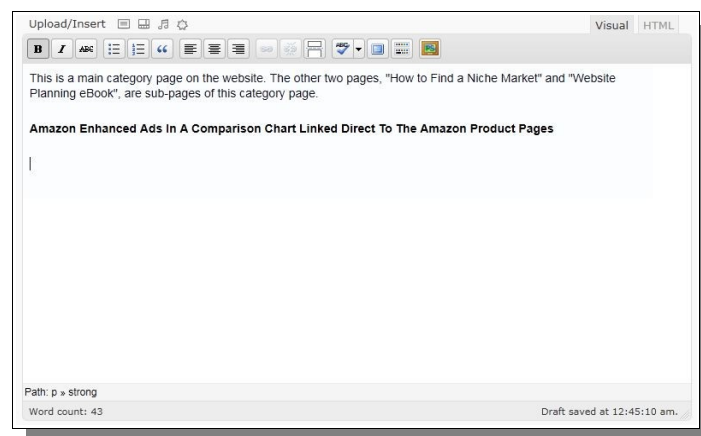 Upload/Insert
Visual HTML
B I ABC “ ABC
This is a main category page on the website. The other two pages, "How to Find a Niche Market" and "Website
Planning eBook", are sub-pages of this category page.
Amazon Enhanced Ads In A Comparison Chart Linked Direct To The Amazon Product Pages
Path: p » strong
Word count: 43 Draft saved at 12:45:10 am.